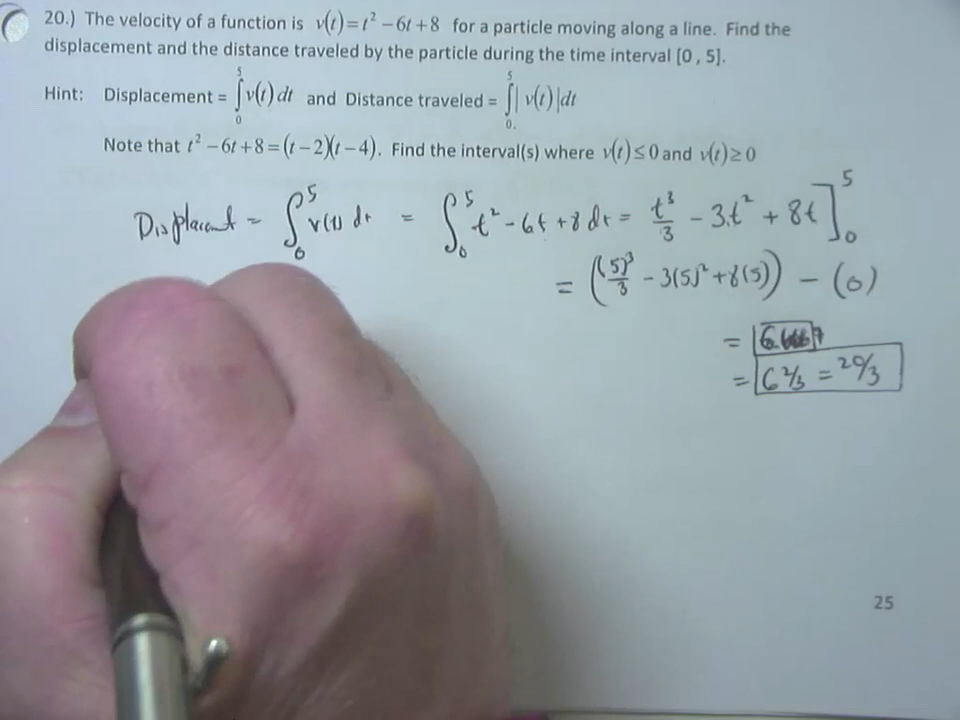 20.) The velocity of a function is v(t) = t² − 6t + 8 for a particle moving along a line. Find the
displacement and the distance traveled by the particle during the time interval [0 , 5].
Hint: Displacement = ∫₀⁵ v(t) dt and Distance traveled = ∫₀⁵ | v(t) | dt
Note that t² − 6t + 8 = (t − 2)(t − 4). Find the interval(s) where v(t) ≤ 0 and v(t) ≥ 0
= ∫₀⁵ v(t) dt = ∫₀⁵ t² − 6t + 8 dt = t³/3 − 3t² + 8t ]₀⁵
= ((5)³/3 − 3(5)² + 8(5)) − (0)
= 6.6667
= 6 2/3 = 20/3
25